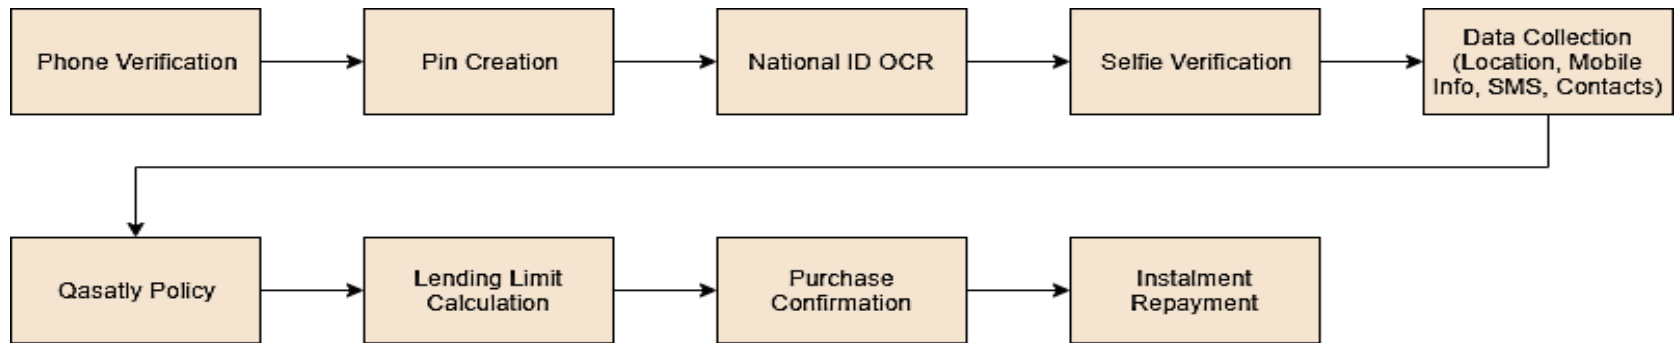 Phone Verification
Pin Creation
National ID OCR
Selfie Verification
Data Collection
(Location, Mobile
Info, SMS, Contacts)
Qasatly Policy
Lending Limit
Calculation
Purchase
Confirmation
Instalment
Repayment